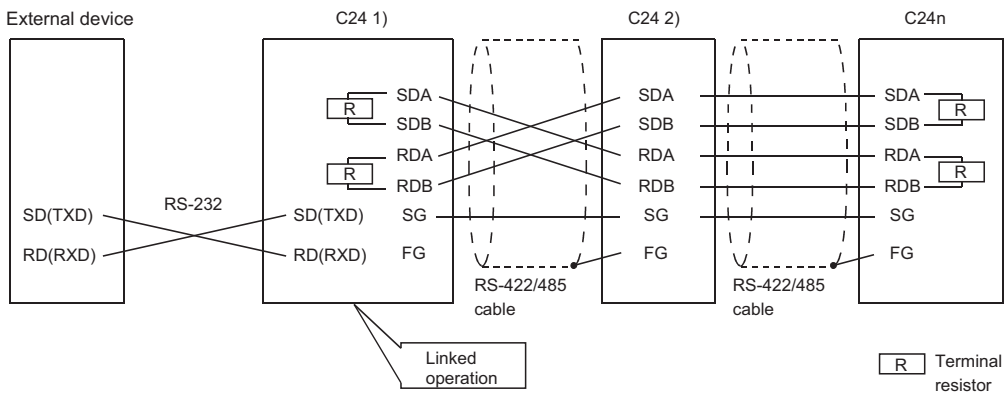 External device
C24 1)
C24 2)
C24n
SDA
SDA
SDA
R
R
SDB
SDB
SDB
RDA
RDA
RDA
R
R
RDB
RDB
RDB
RS-232
SD(TXD)
SD(TXD)
SG
SG
SG
RD(RXD)
RD(RXD)
FG
FG
FG
RS-422/485
cable
RS-422/485
cable
Linked
operation
R
Terminal
resistor